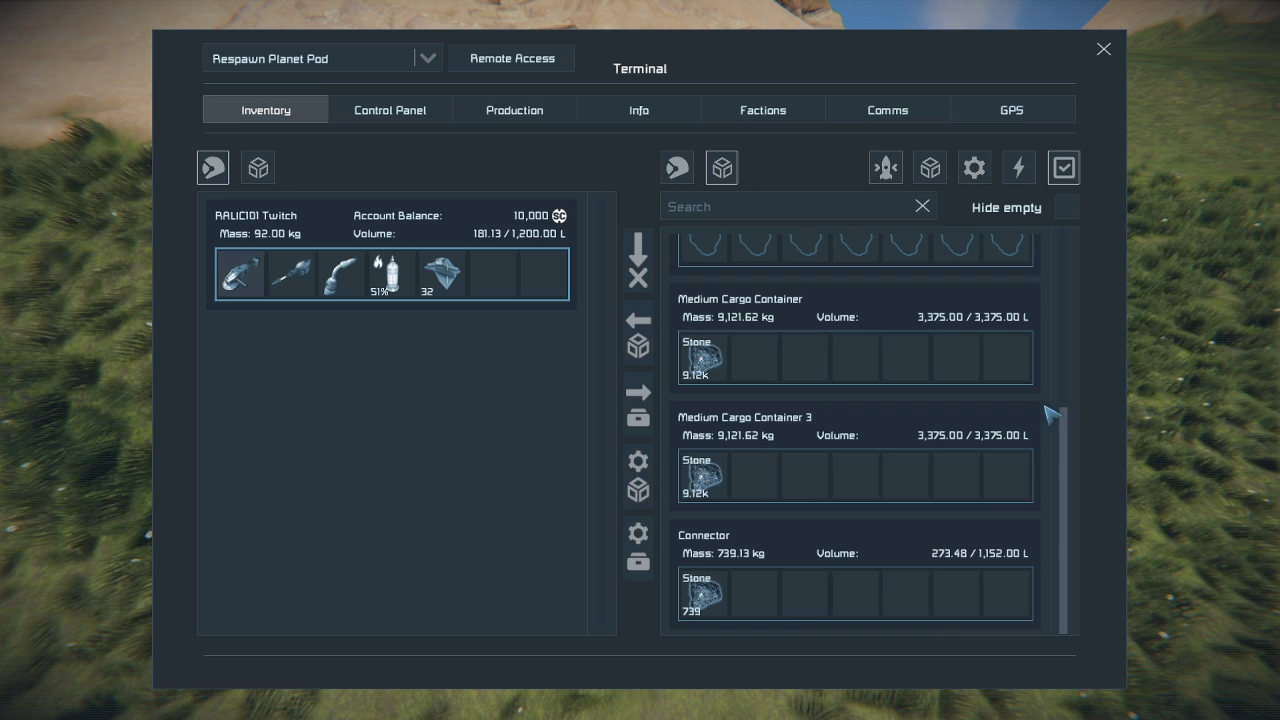 Respawn Planet Pod
Remote Access
Terminal
Inventory
Control Panel
Production
Info
Factions
Comms
GPS
Search
Hide empty
RALIC101 Twitch
Account Balance:
10,000 SC
Mass: 92.00 kg
Volume:
181.13 / 1,200.00 L
51%
32
Medium Cargo Container
Mass: 9,121.62 kg
Volume:
3,375.00 / 3,375.00 L
Stone
9.12k
Medium Cargo Container 3
Mass: 9,121.62 kg
Volume:
3,375.00 / 3,375.00 L
Stone
9.12k
Connector
Mass: 739.13 kg
Volume:
273.48 / 1,152.00 L
Stone
739